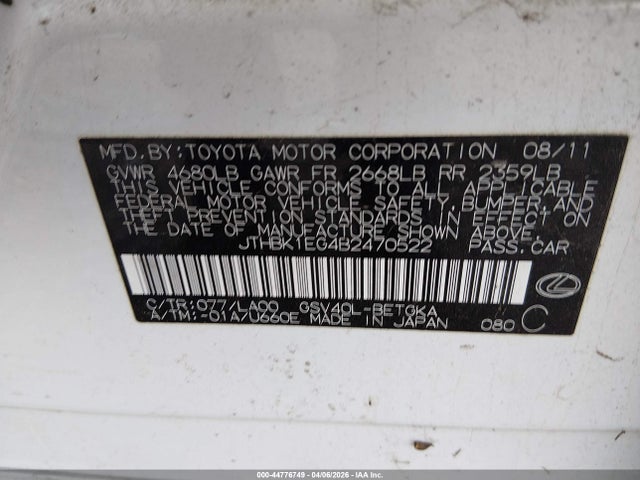 MFD. BY: TOYOTA MOTOR CORPORATION 08/11
GVWR 4680LB GAWR FR 2668LB RR 2359LB
THIS VEHICLE CONFORMS TO ALL APPLICABLE
FEDERAL MOTOR VEHICLE SAFETY, BUMPER, AND
THEFT PREVENTION STANDARDS IN EFFECT ON
THE DATE OF MANUFACTURE SHOWN ABOVE.
JTHBK1EG4B2470522 PASS. CAR
C/TR: 077/LA00 GSV40L-BETGKA
A/TM: -01A/U660E MADE IN JAPAN 080 C
000-44776749 | 04/06/2026 | IAA Inc.